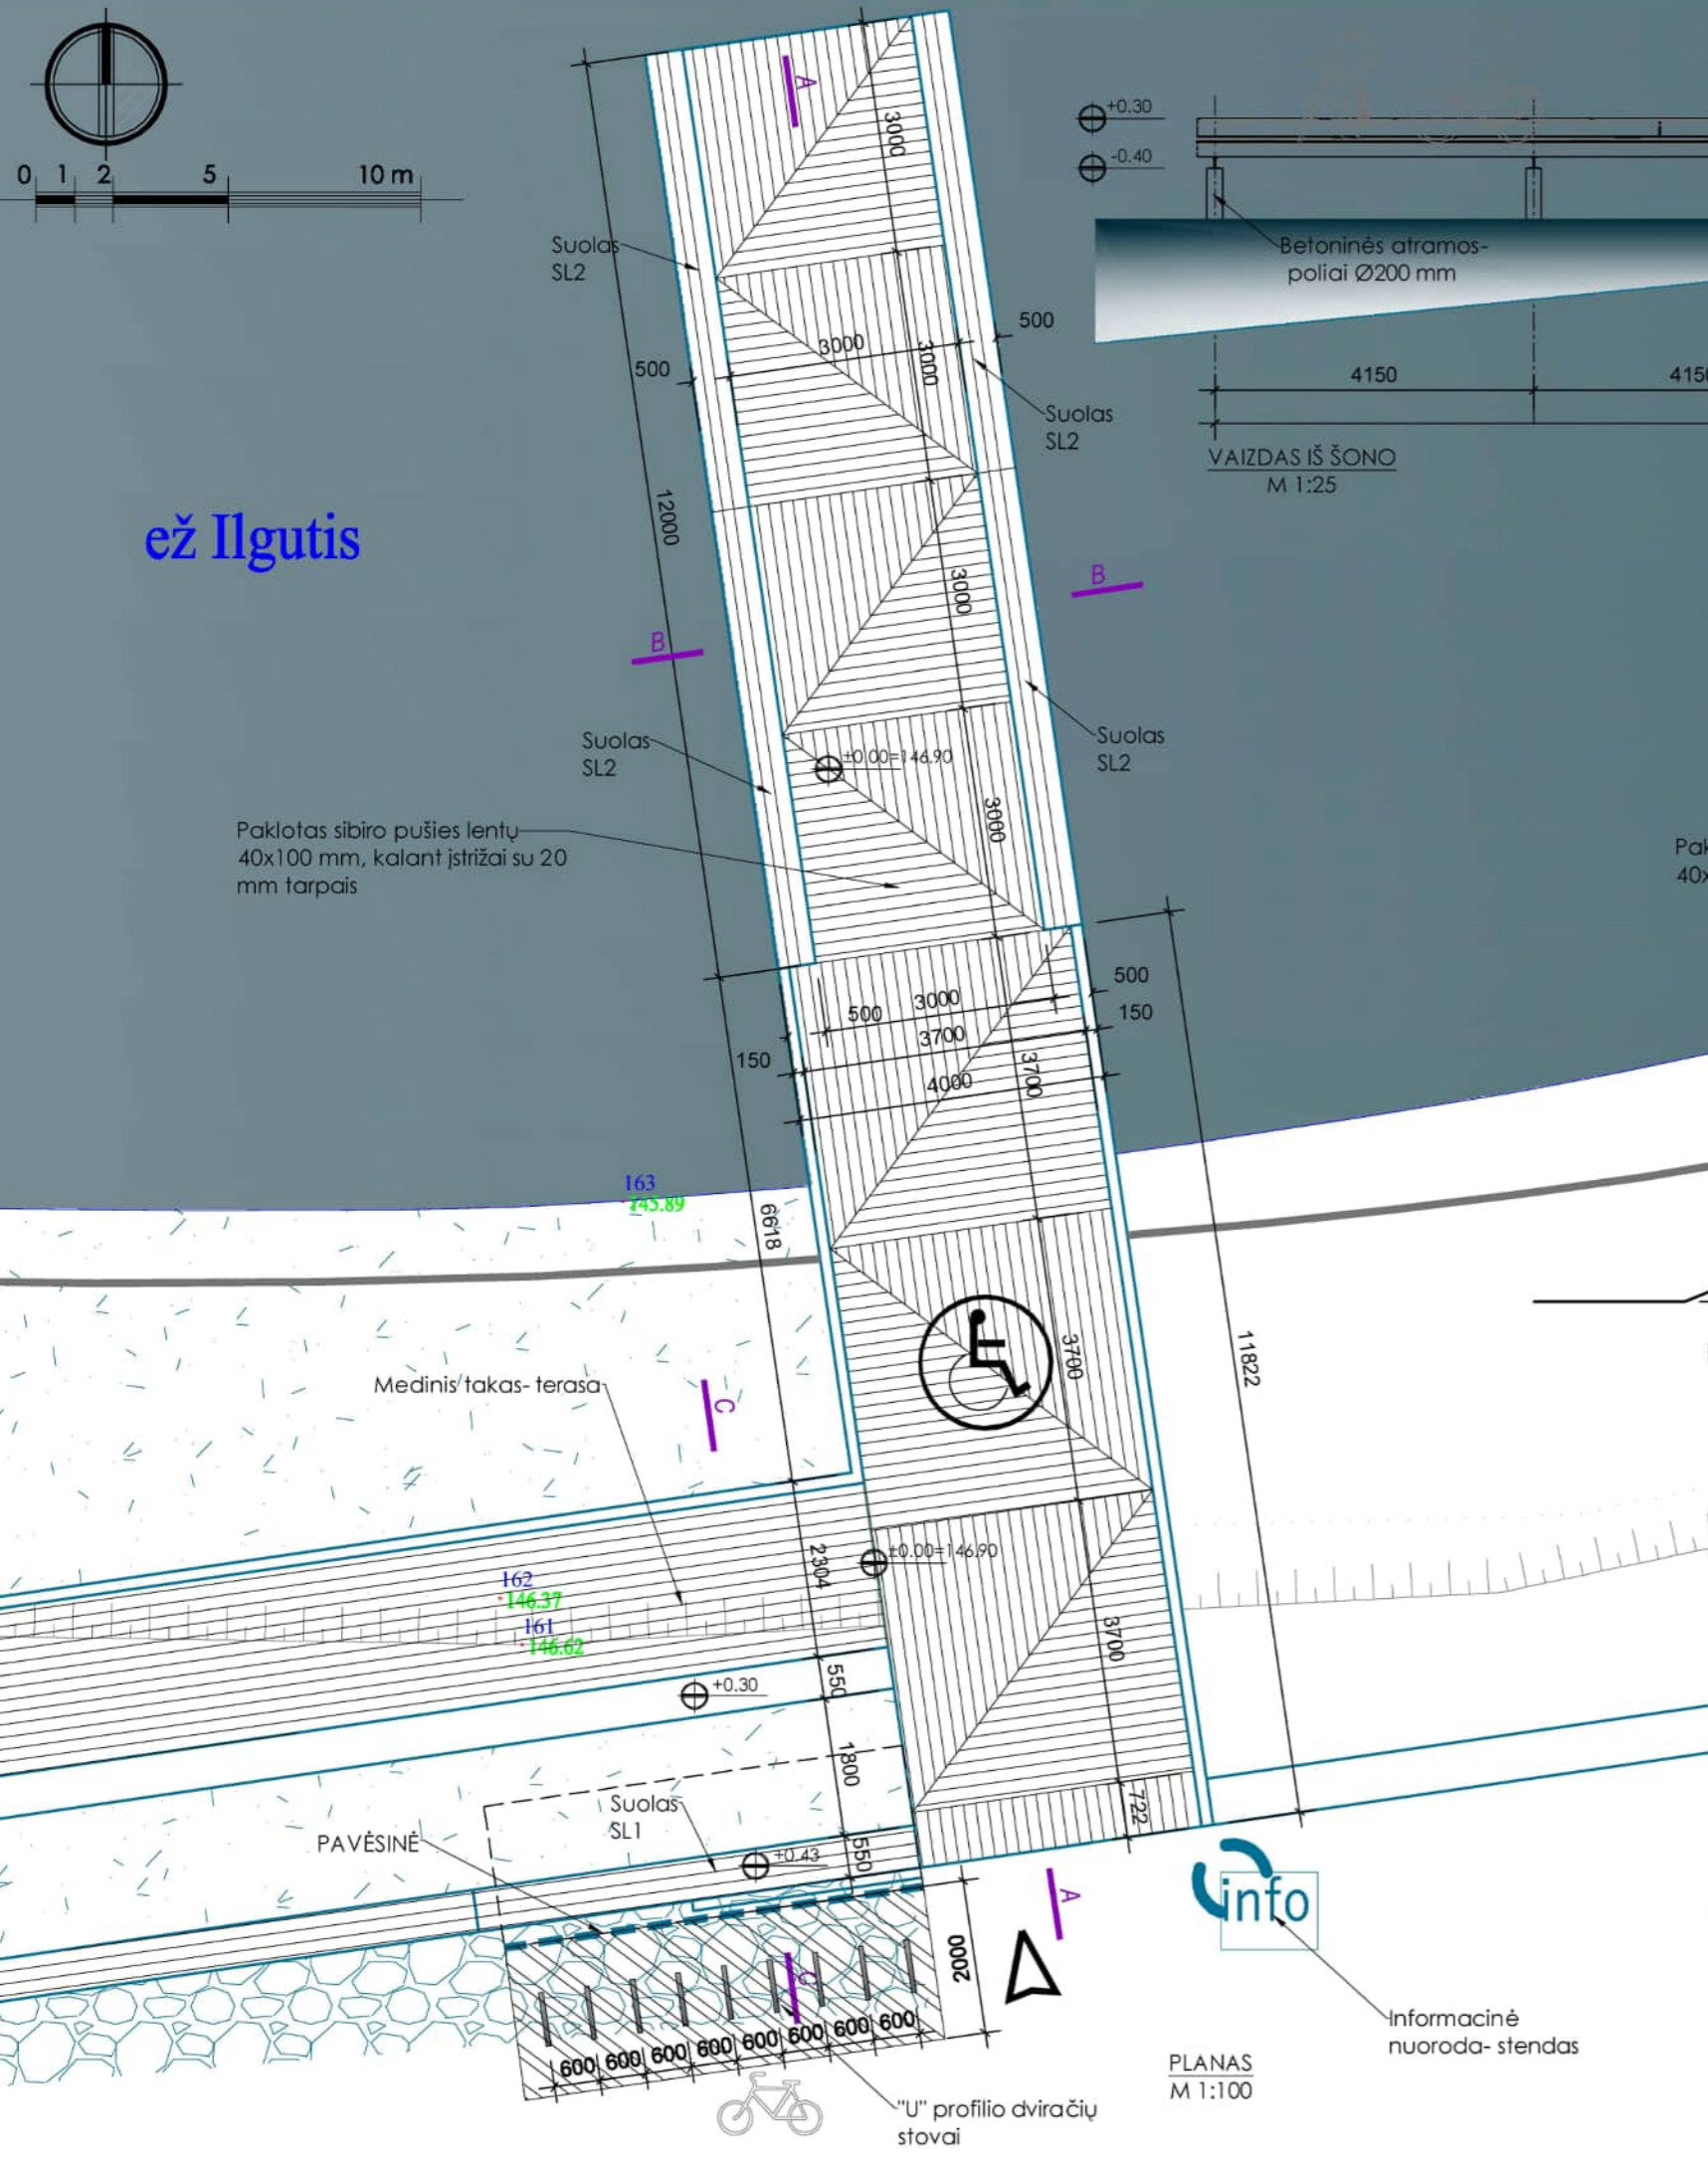 0 1 2 5 10 m
A
3000
+0.30
-0.40
Suolas
SL2
Betoninės atramos-
poliai Ø200 mm
500
3000
3000
500
4150
4150
Suolas
SL2
VAIZDAS IŠ ŠONO
M 1:25
12000
ež Ilgutis
3000
B
B
Suolas
SL2
Suolas
SL2
±0.00=146.90
Paklotas sibiro pušies lentų
40x100 mm, kalant įstrižai su 20
mm tarpais
3000
Pak
40x
500
500
3000
150
3700
150
4000
3700
163
145.89
6618
3700
11822
Medinis takas- terasa
C
±0.00=146.90
2304
162
146.37
161
146.62
3700
550
+0.30
1800
Suolas
SL1
722
PAVĖSINĖ
+0.43
550
A
info
2000
C
600 600 600 600 600 600 600 600
Informacinė
nuoroda- stendas
PLANAS
M 1:100
"U" profilio dviračių
stovai